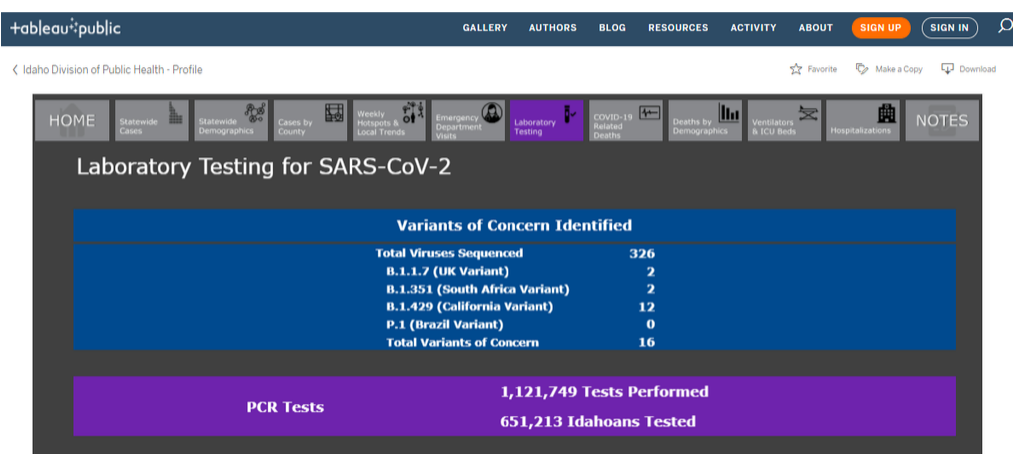 +ableau public
GALLERY AUTHORS BLOG RESOURCES ACTIVITY ABOUT SIGN UP SIGN IN
Idaho Division of Public Health - Profile
Favorite Make a Copy Download
HOME
Statewide
Cases
Statewide
Demographics
Cases by
County
Weekly
Hotspots &
Local Trends
Emergency
Department
Visits
Laboratory
Testing
COVID-19
Related
Deaths
Deaths by
Demographics
Ventilators
& ICU Beds
Hospitalizations
NOTES
Laboratory Testing for SARS-CoV-2
Variants of Concern Identified
Total Viruses Sequenced 326
B.1.1.7 (UK Variant) 2
B.1.351 (South Africa Variant) 2
B.1.429 (California Variant) 12
P.1 (Brazil Variant) 0
Total Variants of Concern 16
PCR Tests
1,121,749 Tests Performed
651,213 Idahoans Tested